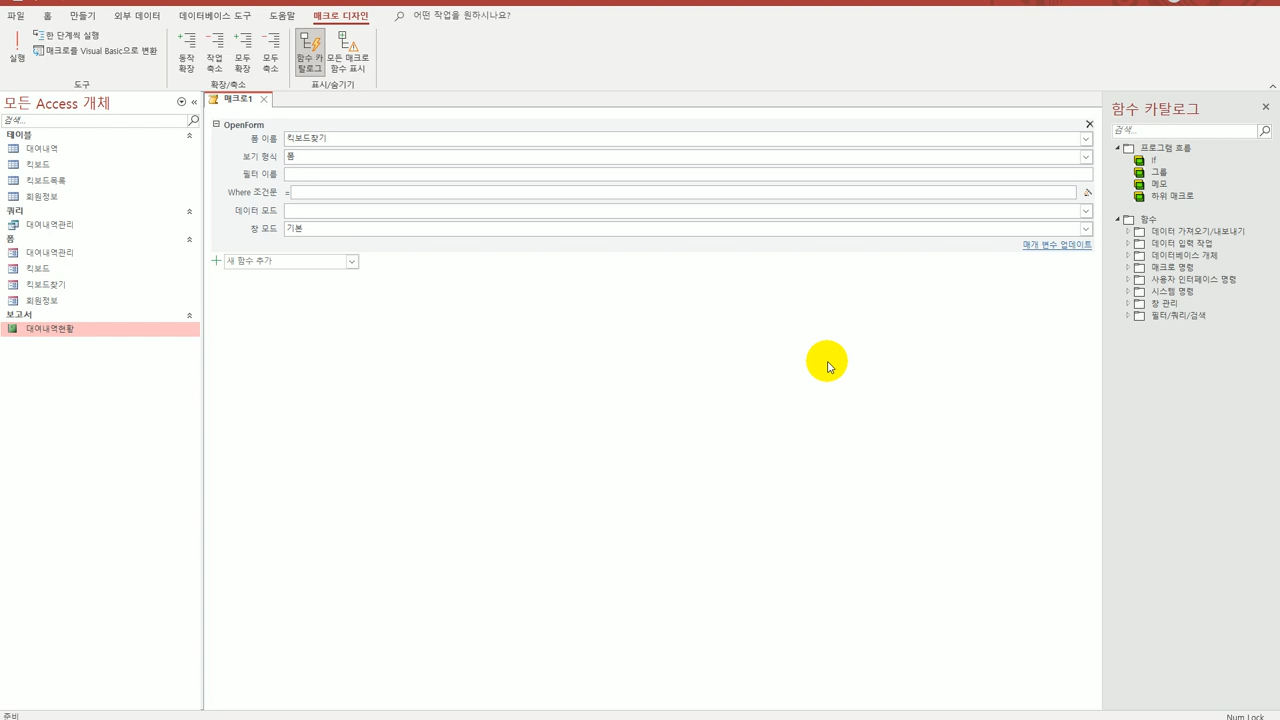 파일 홈 만들기 외부 데이터 데이터베이스 도구 도움말 매크로 디자인 어떤 작업을 원하시나요?
실행
한 단계씩 실행
매크로를 Visual Basic으로 변환
도구
동작 확장
작업 축소
모두 확장
모두 축소
확장/축소
함수 카탈로그
모든 매크로 함수 표시
표시/숨기기
모든 Access 개체
검색...
테이블
대여내역
킥보드
킥보드목록
회원정보
쿼리
대여내역관리
폼
대여내역관리
킥보드
킥보드찾기
회원정보
보고서
대여내역현황
매크로1
OpenForm
폼 이름 킥보드찾기
보기 형식 폼
필터 이름
Where 조건문 =
데이터 모드
창 모드 기본
매개 변수 업데이트
새 함수 추가
함수 카탈로그
검색...
프로그램 흐름
If
그룹
메모
하위 매크로
함수
데이터 가져오기/내보내기
데이터 입력 작업
데이터베이스 개체
매크로 명령
사용자 인터페이스 명령
시스템 명령
창 관리
필터/쿼리/검색
준비
Num Lock